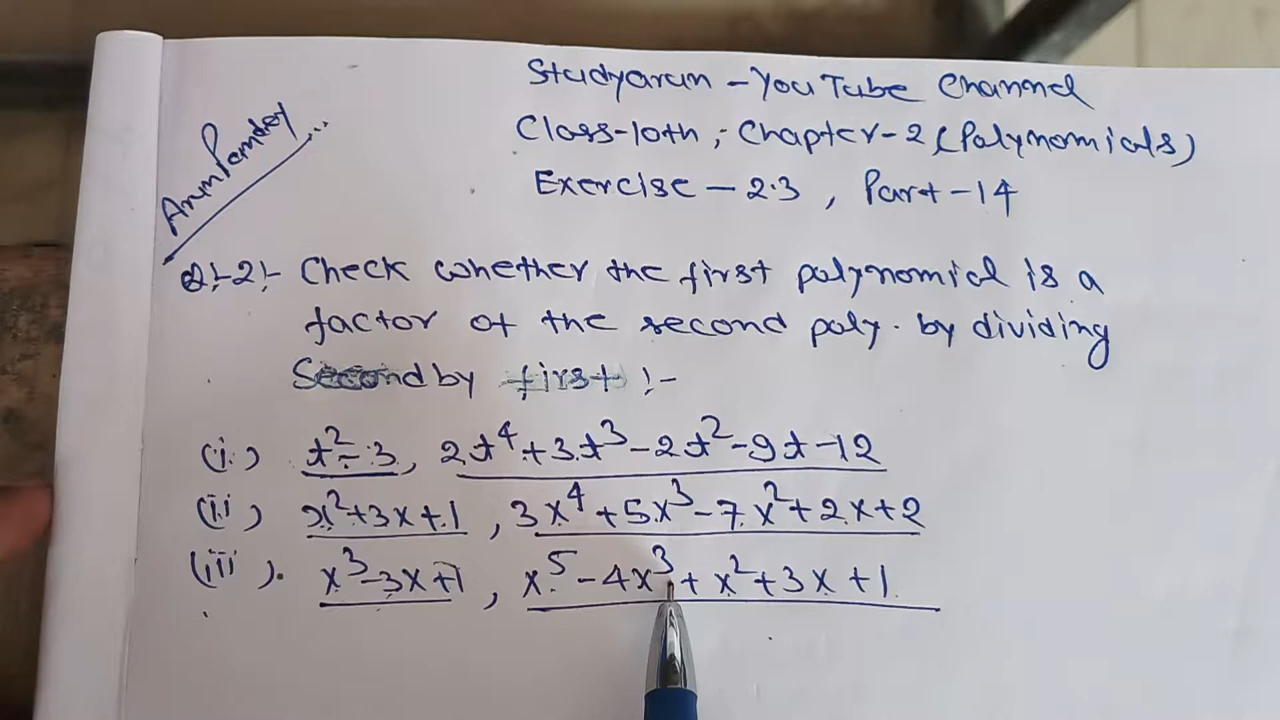 Studyarun - YouTube Channel
Class-10th ; Chapter-2 (Polynomials)
Exercise - 2.3 , Part-14
Arun Pandey...
Q:-2:- Check whether the first polynomial is a
factor of the second poly. by dividing
Second by first :-
(i.) t²-3, 2t⁴+3t³-2t²-9t-12
(ii) x²+3x+1, 3x⁴+5x³-7x²+2x+2
(iii). x³-3x+1, x⁵-4x³+x²+3x+1